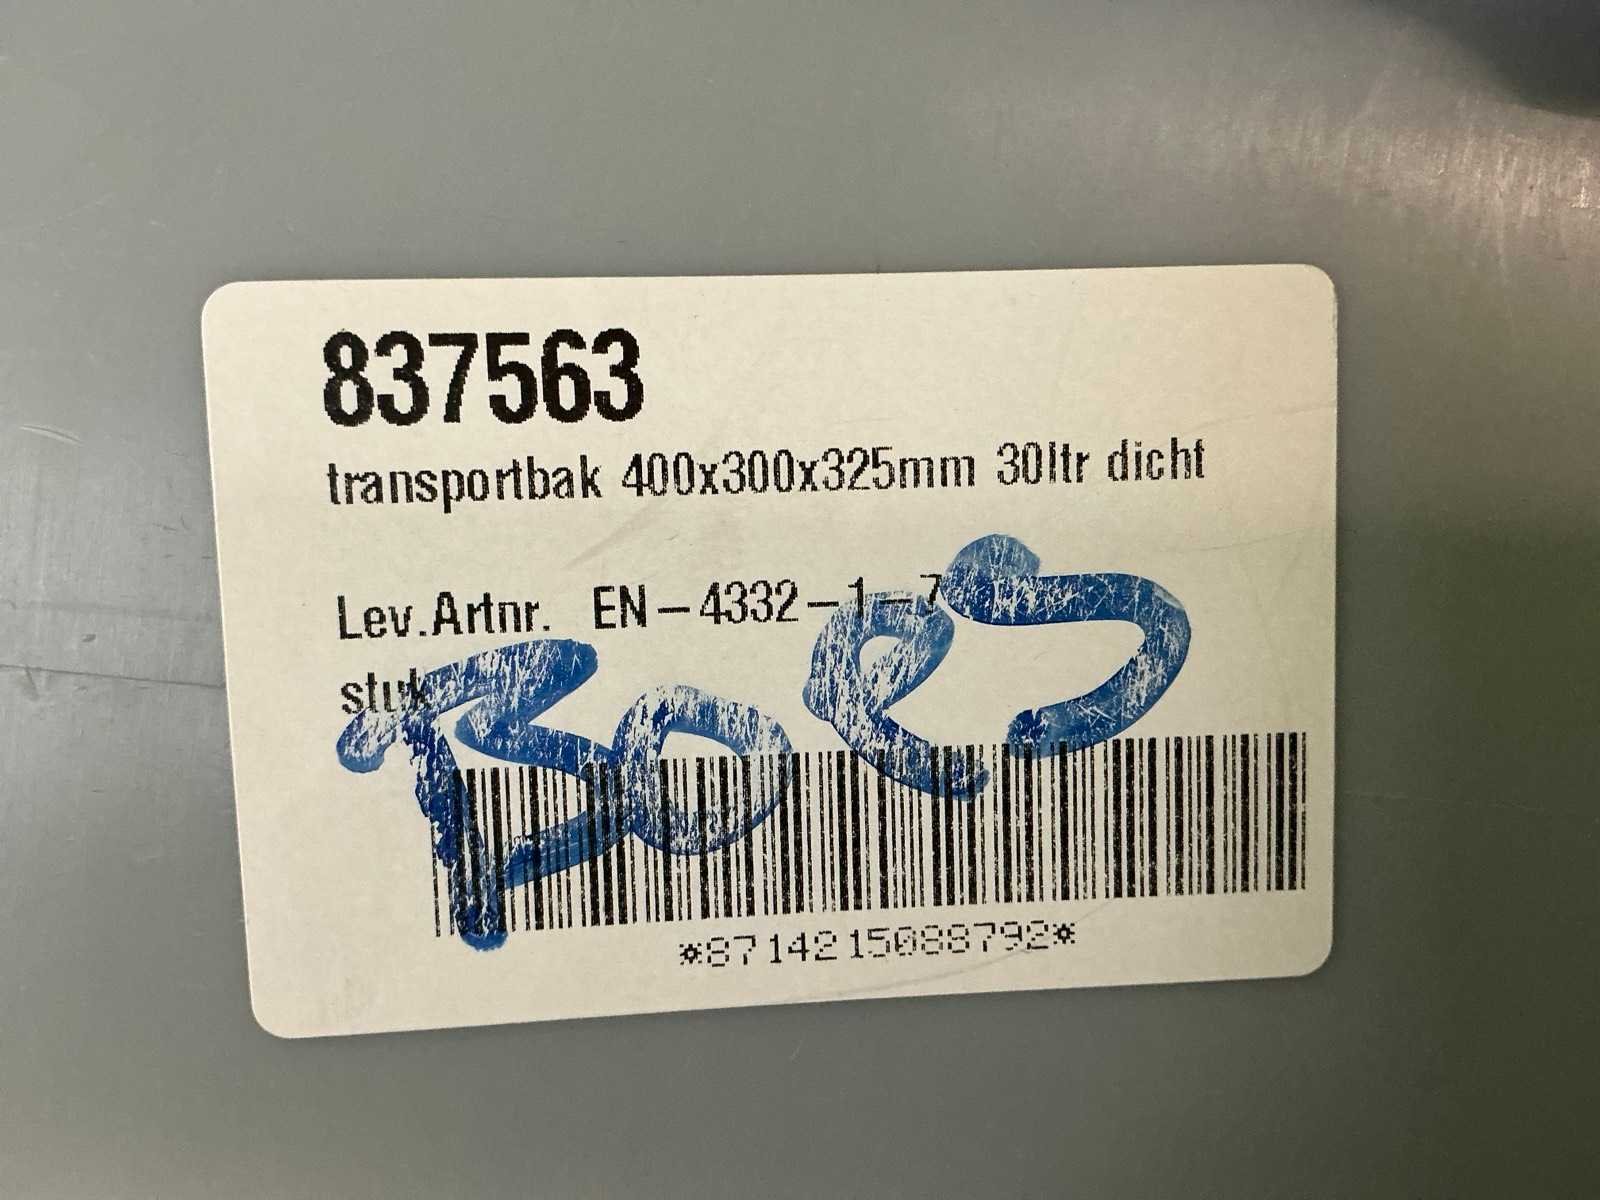 837563
transportbak 400x300x325mm 30ltr dicht
Lev.Artnr. EN-4332-1-7
stuk
*8714215088792*